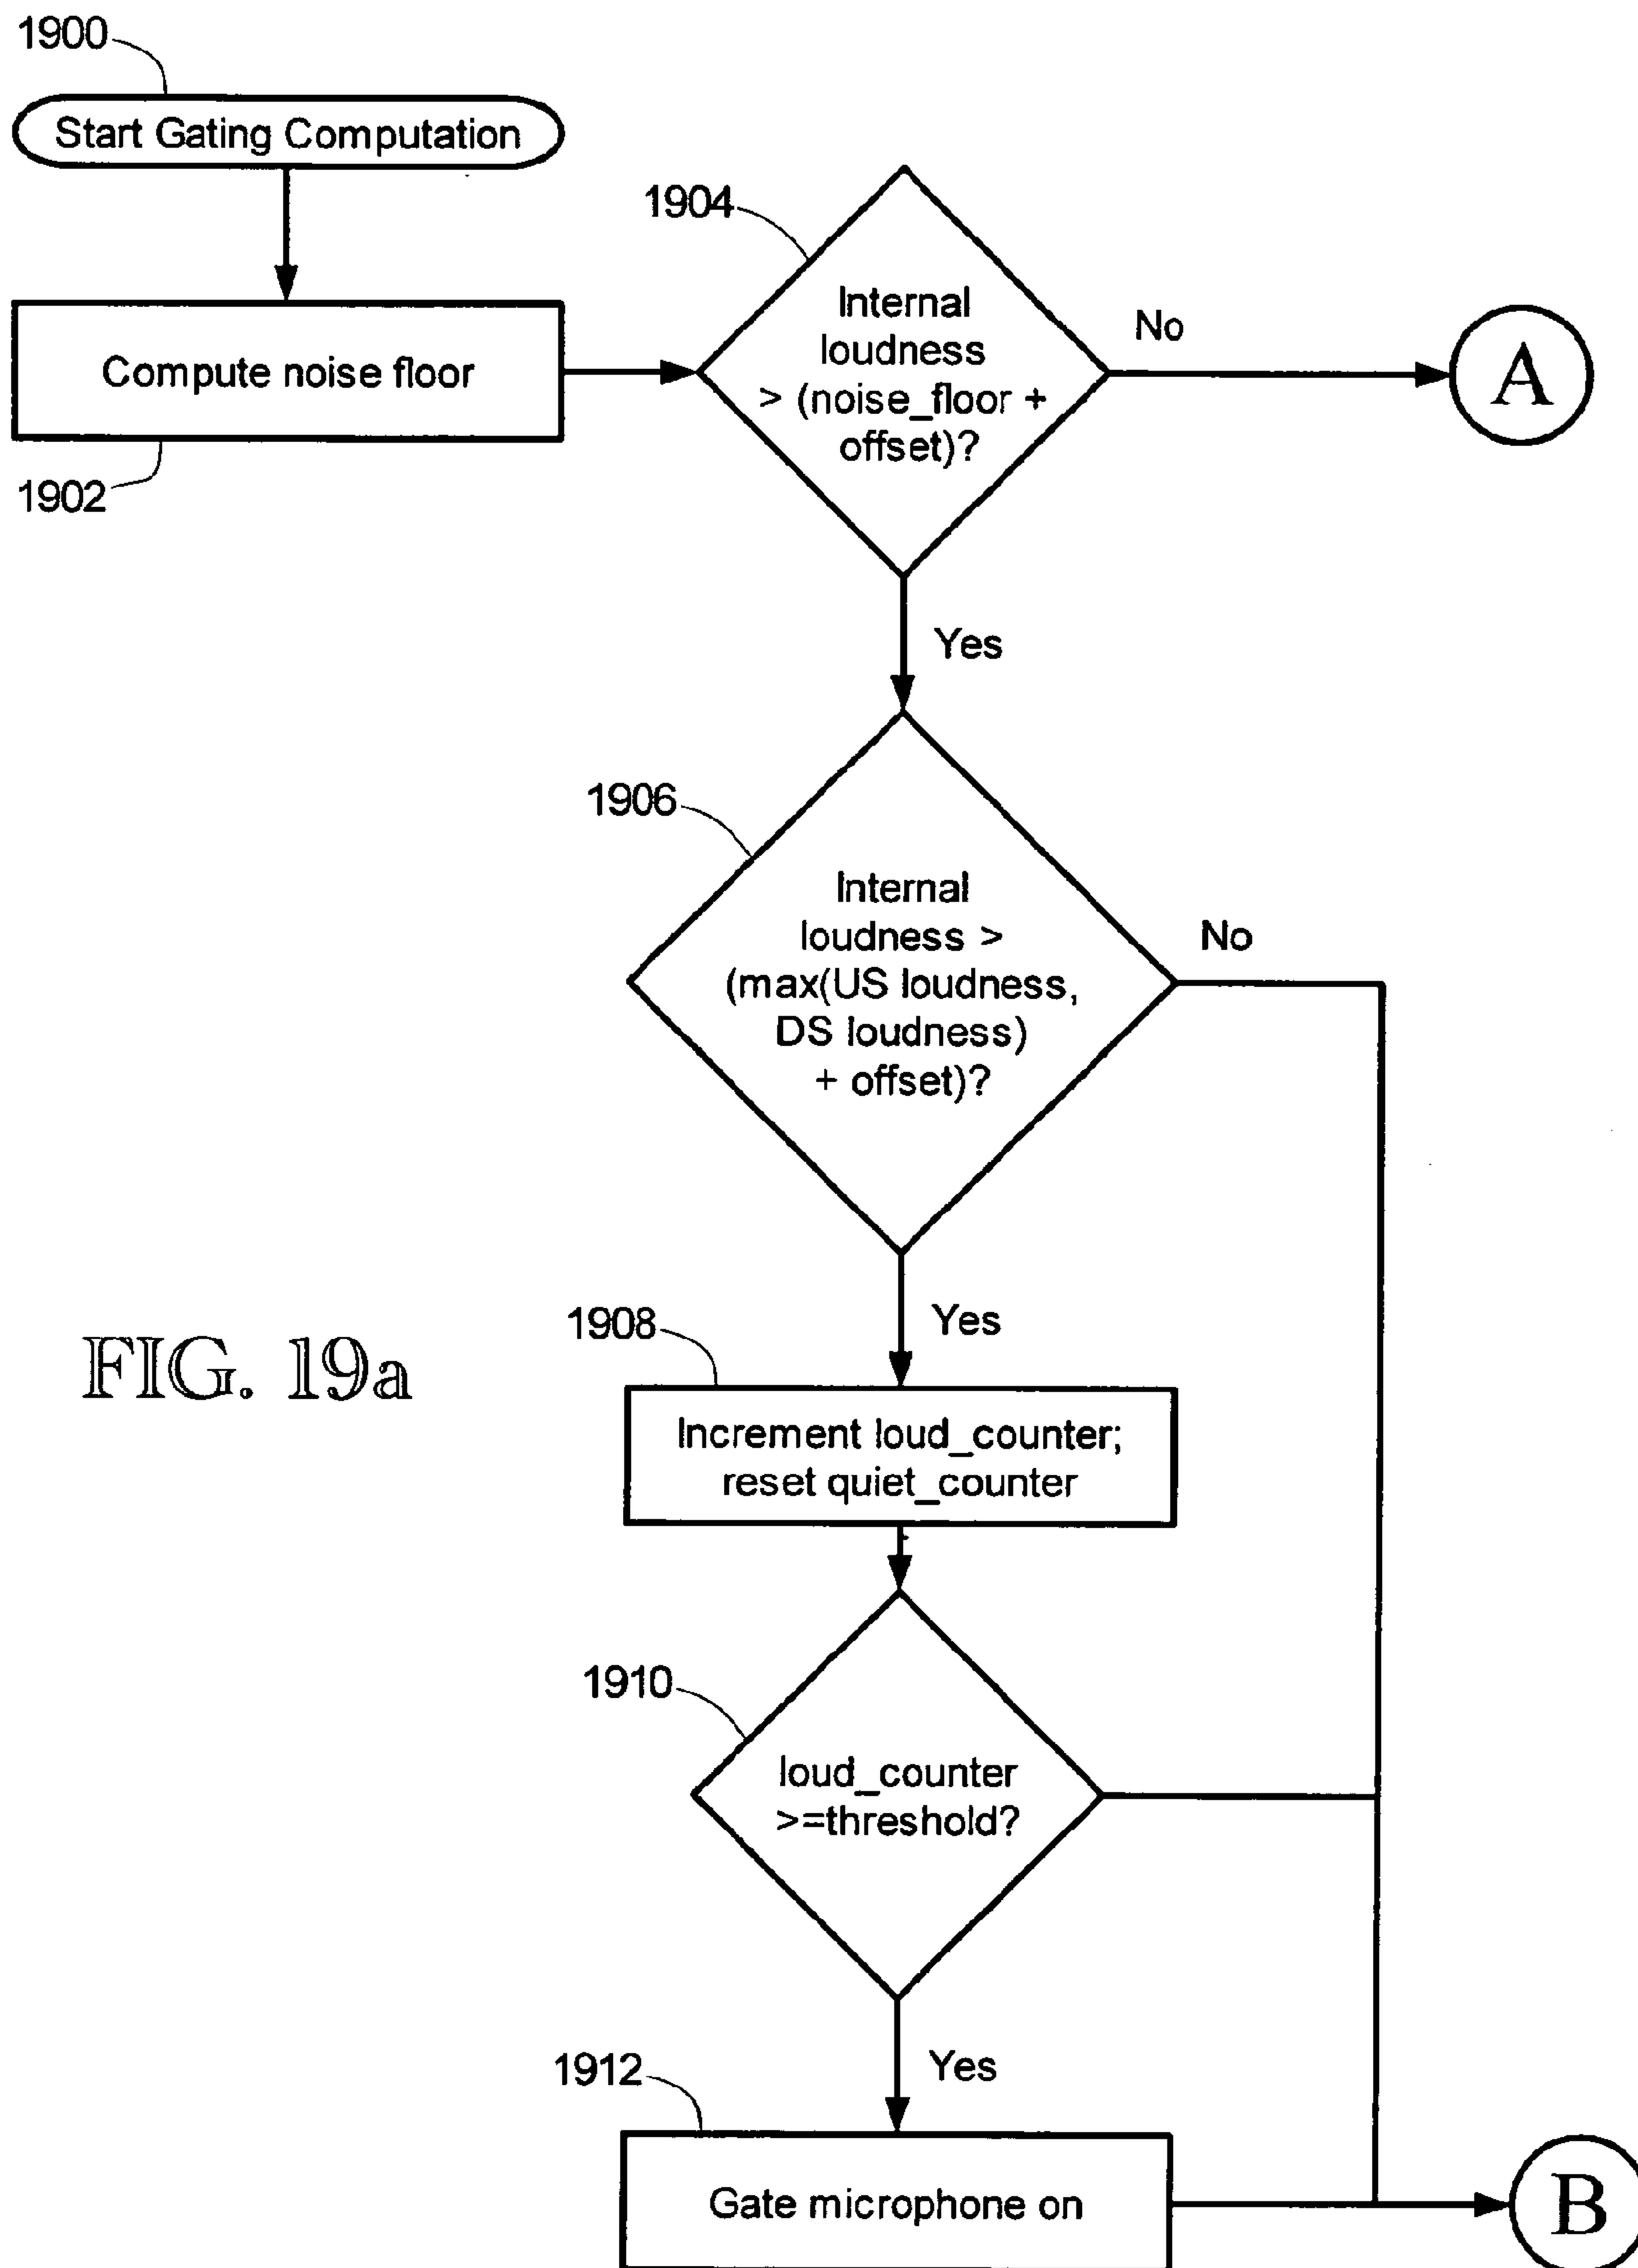 1900
Start Gating Computation
1904
Internal
loudness
> (noise_floor +
offset)?
No
A
Compute noise floor
1902
Yes
1906
Internal
loudness >
(max(US loudness,
DS loudness)
+ offset)?
No
Yes
1908
Increment loud_counter;
reset quiet_counter
FIG. 19a
1910
loud_counter
>=threshold?
Yes
1912
Gate microphone on
B